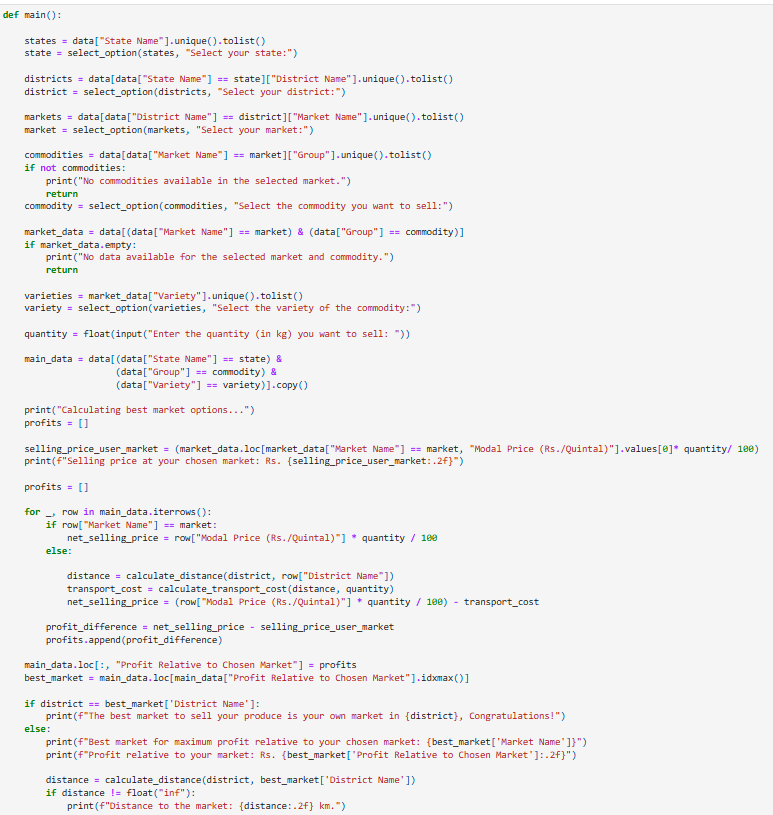 def main():
    states = data["State Name"].unique().tolist()
    state = select_option(states, "Select your state:")
    districts = data[data["State Name"] == state]["District Name"].unique().tolist()
    district = select_option(districts, "Select your district:")
    markets = data[data["District Name"] == district]["Market Name"].unique().tolist()
    market = select_option(markets, "Select your market:")
    commodities = data[data["Market Name"] == market]["Group"].unique().tolist()
    if not commodities:
        print("No commodities available in the selected market.")
        return
    commodity = select_option(commodities, "Select the commodity you want to sell:")
    market_data = data[(data["Market Name"] == market) & (data["Group"] == commodity)]
    if market_data.empty:
        print("No data available for the selected market and commodity.")
        return
    varieties = market_data["Variety"].unique().tolist()
    variety = select_option(varieties, "Select the variety of the commodity:")
    quantity = float(input("Enter the quantity (in kg) you want to sell: "))
    main_data = data[(data["State Name"] == state) &
                     (data["Group"] == commodity) &
                     (data["Variety"] == variety)].copy()
    print("Calculating best market options...")
    profits = []
    selling_price_user_market = (market_data.loc[market_data["Market Name"] == market, "Modal Price (Rs./Quintal)"].values[0]* quantity/ 100)
    print(f"Selling price at your chosen market: Rs. {selling_price_user_market:.2f}")
    profits = []
    for _, row in main_data.iterrows():
        if row["Market Name"] == market:
            net_selling_price = row["Modal Price (Rs./Quintal)"] * quantity / 100
        else:
            distance = calculate_distance(district, row["District Name"])
            transport_cost = calculate_transport_cost(distance, quantity)
            net_selling_price = (row["Modal Price (Rs./Quintal)"] * quantity / 100) - transport_cost
        profit_difference = net_selling_price - selling_price_user_market
        profits.append(profit_difference)
    main_data.loc[:, "Profit Relative to Chosen Market"] = profits
    best_market = main_data.loc[main_data["Profit Relative to Chosen Market"].idxmax()]
    if district == best_market['District Name']:
        print(f"The best market to sell your produce is your own market in {district}, Congratulations!")
    else:
        print(f"Best market for maximum profit relative to your chosen market: {best_market['Market Name']}")
        print(f"Profit relative to your market: Rs. {best_market['Profit Relative to Chosen Market']:.2f}")
        distance = calculate_distance(district, best_market['District Name'])
        if distance != float("inf"):
            print(f"Distance to the market: {distance:.2f} km.")